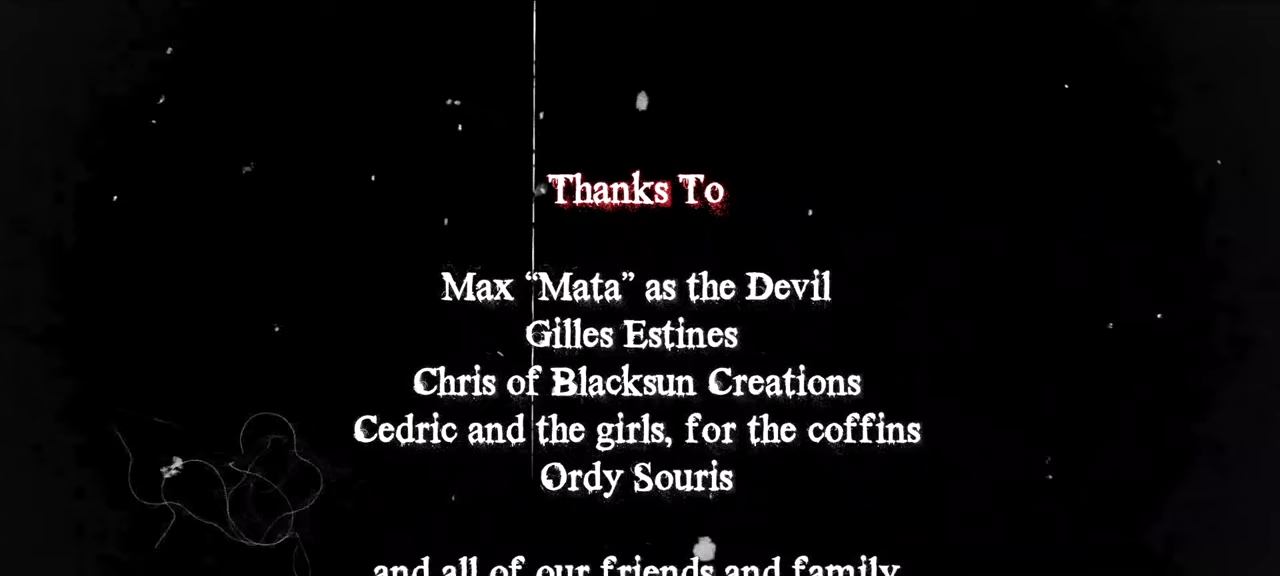 Thanks To
Max “Mata” as the Devil
Gilles Estines
Chris of Blacksun Creations
Cedric and the girls, for the coffins
Ordy Souris
and all of our friends and family